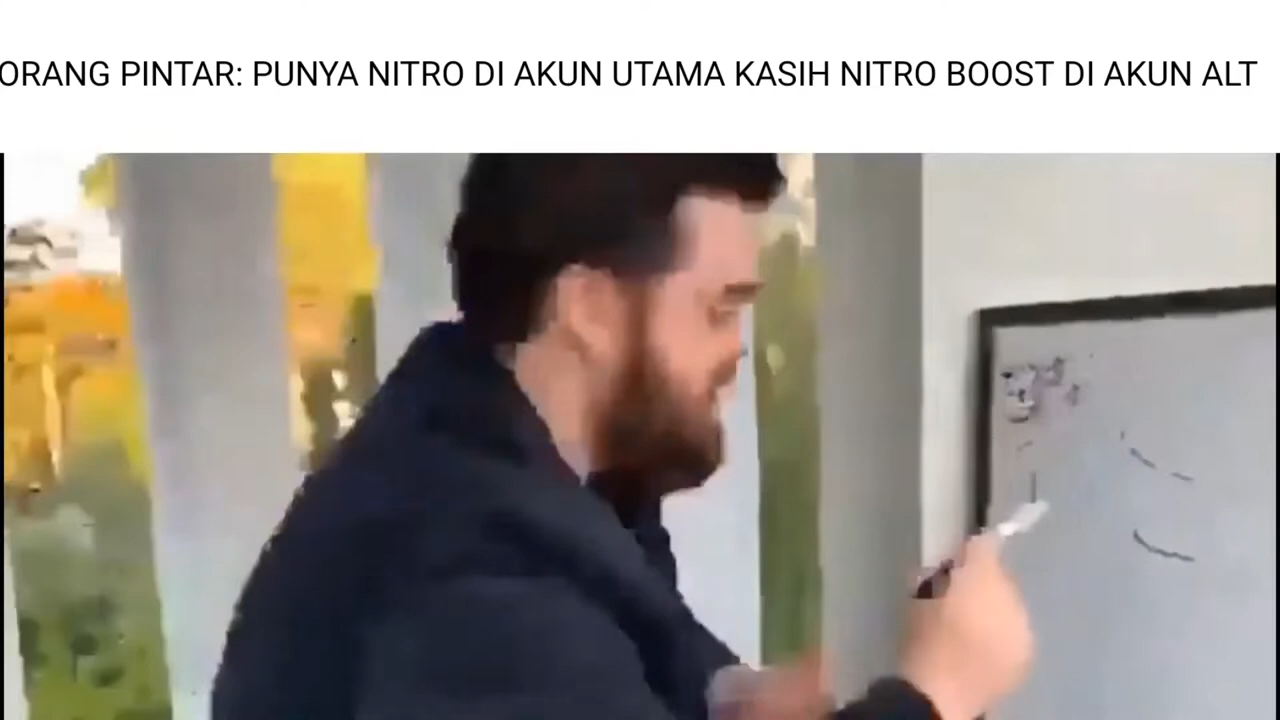 ORANG PINTAR: PUNYA NITRO DI AKUN UTAMA KASIH NITRO BOOST DI AKUN ALT